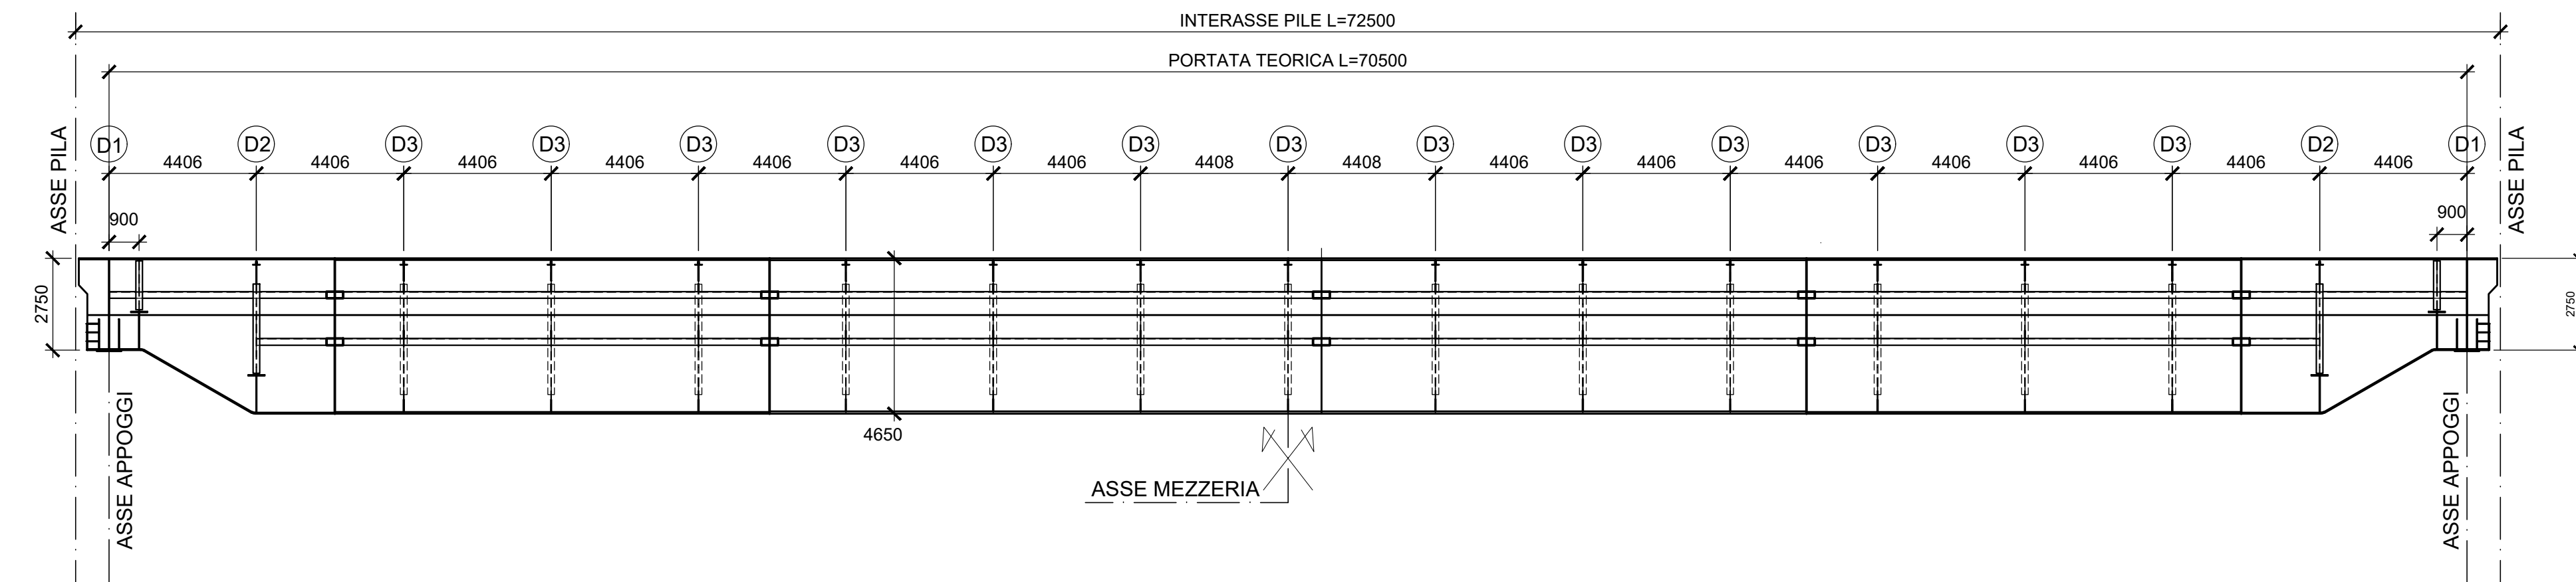 INTERASSE PILE L=72500
PORTATA TEORICA L=70500
ASSE PILA
D1 D2 D3 D3 D3 D3 D3 D3 D3 D3 D3 D3 D3 D3 D3 D2 D1
ASSE PILA
4406 4406 4406 4406 4406 4406 4406 4408 4408 4406 4406 4406 4406 4406 4406 4406
900
900
2750
2750
4650
ASSE APPOGGI
ASSE MEZZERIA
ASSE APPOGGI